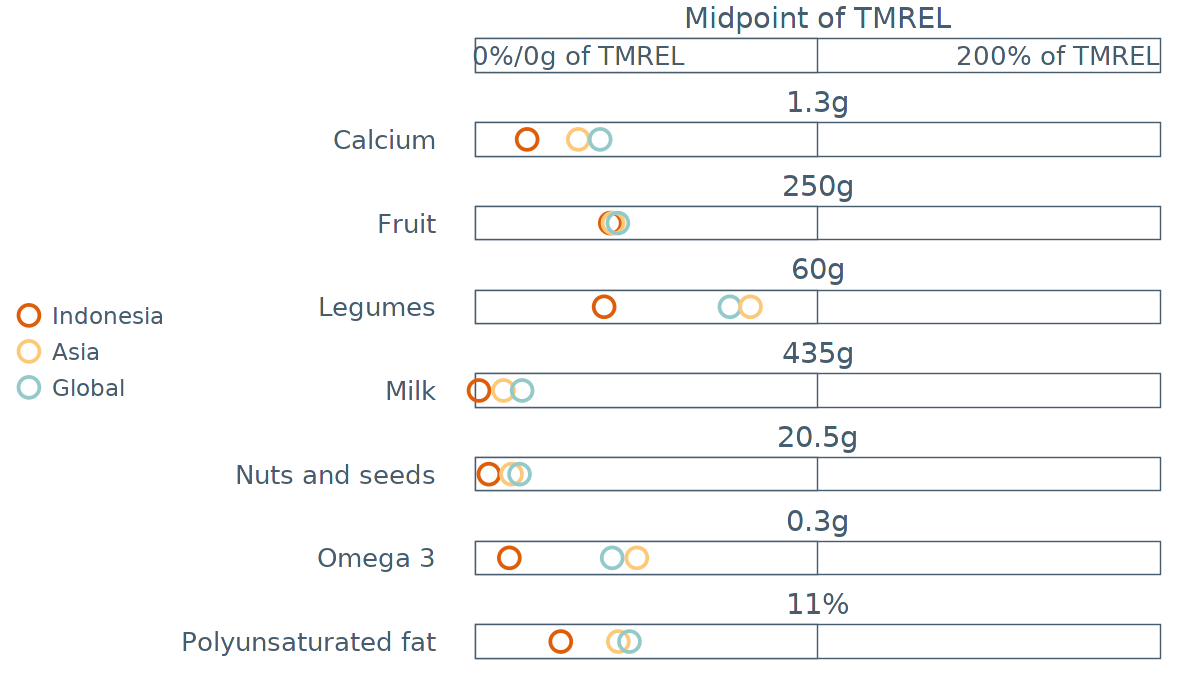 Midpoint of TMREL
0%/0g of TMREL
200% of TMREL
1.3g
Calcium
250g
Fruit
60g
Legumes
435g
Milk
20.5g
Nuts and seeds
0.3g
Omega 3
11%
Polyunsaturated fat
Indonesia
Asia
Global